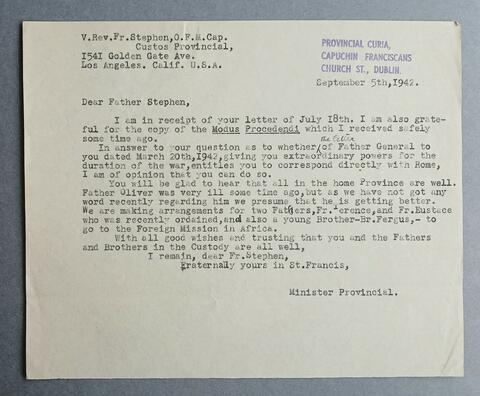 V.Rev.Fr.Stephen,O.F.M.Cap.
Custos Provincial,
1541 Golden Gate Ave.
Los Angeles. Calif. U.S.A.
PROVINCIAL CURIA,
CAPUCHIN FRANCISCANS
CHURCH ST., DUBLIN.
September 5th,1942.
Dear Father Stephen,
I am in receipt of your letter of July 18th. I am also grate-
ful for the copy of the Modus Procedendi which I received safely
some time ago.
the letter
In answer to your question as to whether of Father General to
you dated March 20th,1942,giving you extraordinary powers for the
duration of the war,entitles you to correspond directly with Rome,
I am of opinion that you can do so.
You will be glad to hear that all in the home Province are well.
Father Oliver was very ill some time ago,but as we have not got any
word recently regarding him we presume that he is getting better.
We are making arrangements for two Fathers,Fr. and Fr.Eustace
who was recently ordained,and also a young Brother-Br.Fergus,- to
go to the Foreign Mission in Africa.
With all good wishes and trusting that you and the Fathers
and Brothers in the Custody are all well,
I remain, dear Fr.Stephen,
Fraternally yours in St.Francis,
Minister Provincial.